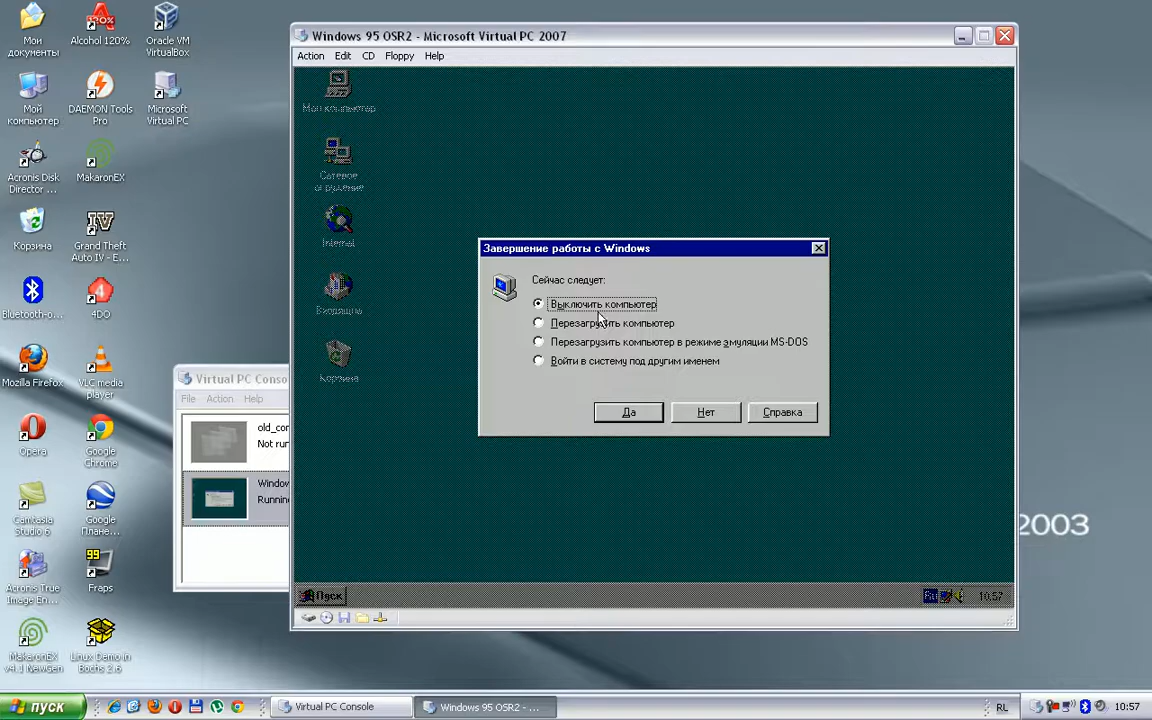 Мои документы
Alcohol 120%
Oracle VM VirtualBox
Мой компьютер
DAEMON Tools Pro
Microsoft Virtual PC
Acronis Disk Director ...
MakaronEX
Корзина
Grand Theft Auto IV - E...
Bluetooth-о...
4DO
Mozilla Firefox
VLC media player
Opera
Google Chrome
Camtasia Studio 6
Google Плане...
Acronis True Image En...
99
Fraps
MakaronEX v4.1 NewGen
Linux Demo in Bochs 2.6
Windows 95 OSR2 - Microsoft Virtual PC 2007
Action Edit CD Floppy Help
Мой компьютер
Сетевое окружение
Internet
Входящие
Корзина
Завершение работы с Windows
Сейчас следует:
Выключить компьютер
Перезагрузить компьютер
Перезагрузить компьютер в режиме эмуляции MS-DOS
Войти в систему под другим именем
Да Нет Справка
Пуск
Ru 10:57
Virtual PC Conso
File Action Help
old_con
Not run
Window
Runnin
2003
пуск
Virtual PC Console
Windows 95 OSR2 - ...
RL
10:57